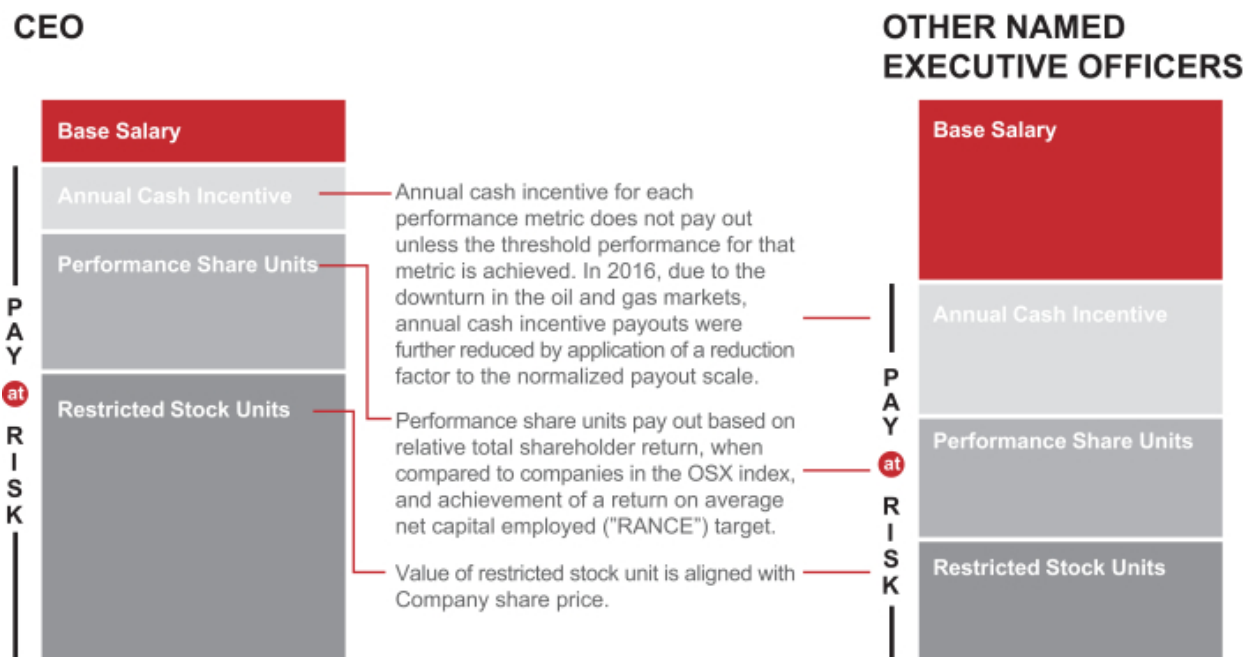 CEO
Base Salary
Annual Cash Incentive
Performance Share Units
Restricted Stock Units
PAY
at
RISK
Annual cash incentive for each
performance metric does not pay out
unless the threshold performance for that
metric is achieved. In 2016, due to the
downturn in the oil and gas markets,
annual cash incentive payouts were
further reduced by application of a reduction
factor to the normalized payout scale.
Performance share units pay out based on
relative total shareholder return, when
compared to companies in the OSX index,
and achievement of a return on average
net capital employed ("RANCE") target.
Value of restricted stock unit is aligned with
Company share price.
OTHER NAMED
EXECUTIVE OFFICERS
Base Salary
Annual Cash Incentive
Performance Share Units
Restricted Stock Units
PAY
at
RISK